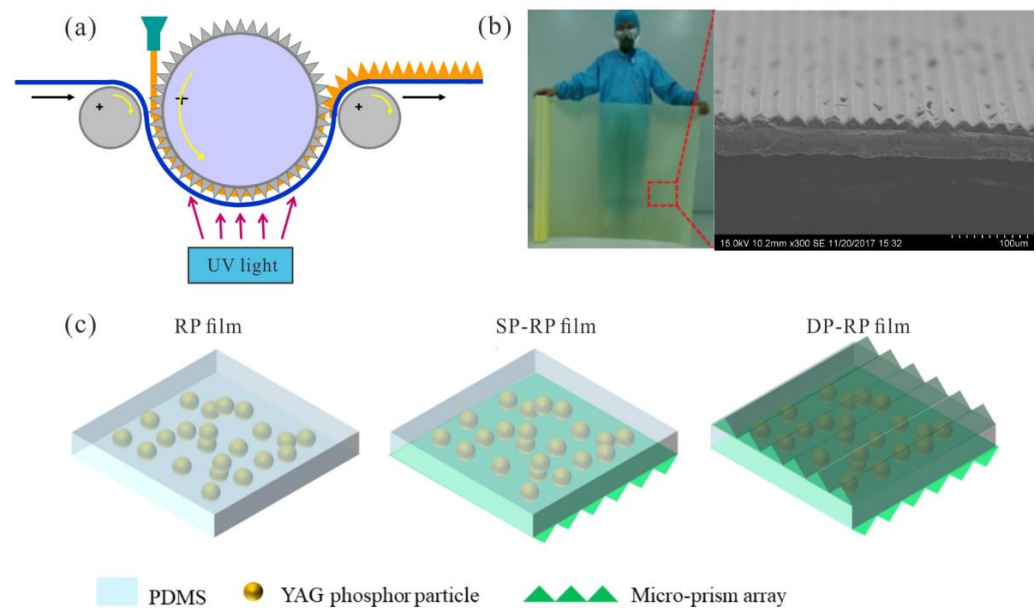 (a)
+
+
+
UV light
(b)
15.0kV 10.2mm x300 SE 11/20/2017 15:32
100um
(c)
RP film
SP-RP film
DP-RP film
PDMS
YAG phosphor particle
Micro-prism array